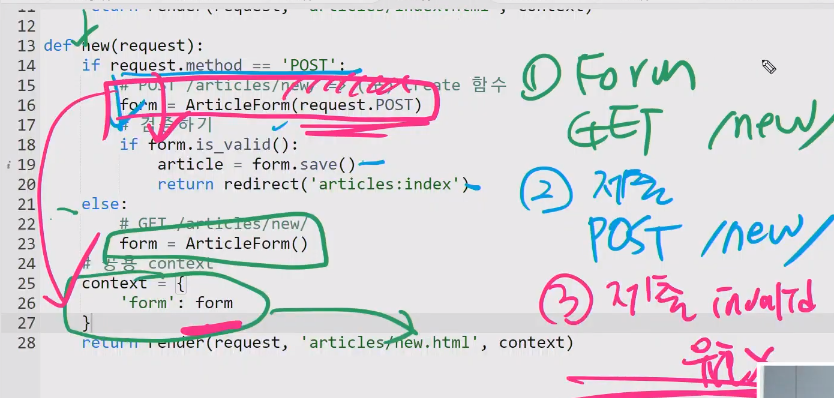 11 return render(request, 'articles/index.html', context)
12
13 def new(request):
14 if request.method == 'POST':
15 # POST /articles/new/ => create 함수
16 form = ArticleForm(request.POST)
17 # 검증하기
18 if form.is_valid():
19 article = form.save()
20 return redirect('articles:index')
21 else:
22 # GET /articles/new/
23 form = ArticleForm()
24 # 공용 context
25 context = {
26 'form': form
27 }
28 return render(request, 'articles/new.html', context)
① Form
GET /new/
② 제출
POST /new/
③ 제출 invalid
유효 X